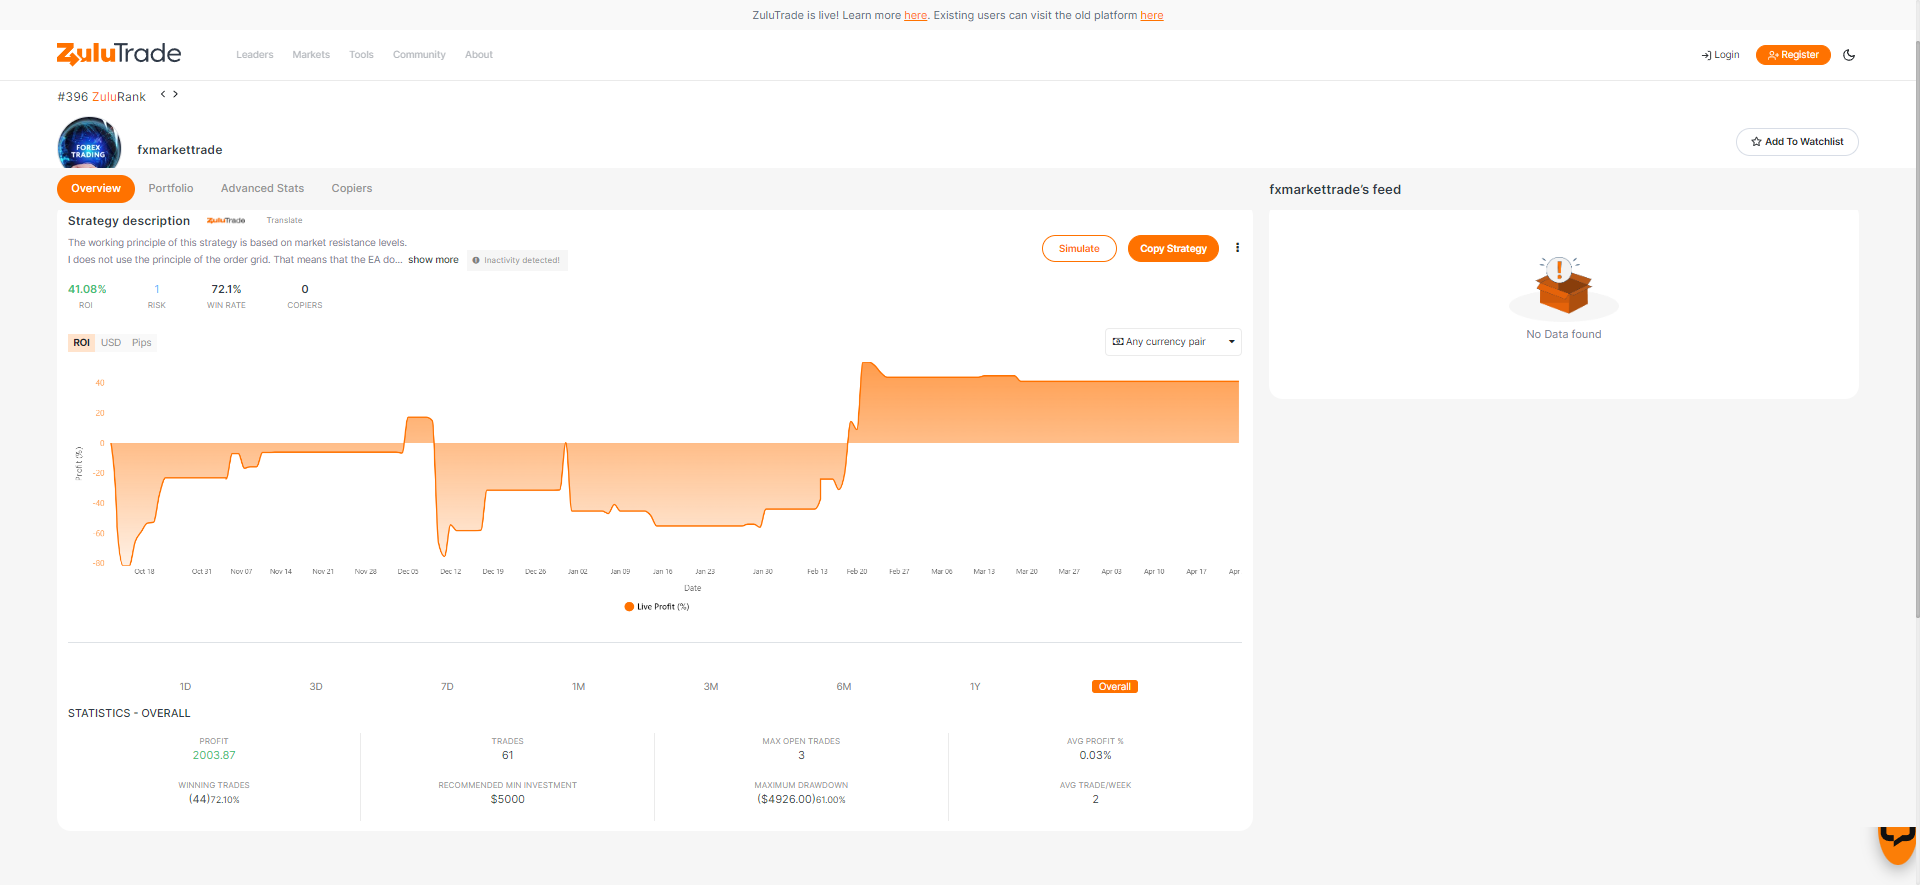 ZuluTrade is live! Learn more here. Existing users can visit the old platform here
ZuluTrade
Leaders Markets Tools Community About
Login Register
#396 ZuluRank
FOREX TRADING
fxmarkettrade
Add To Watchlist
Overview Portfolio Advanced Stats Copiers
fxmarkettrade's feed
Strategy description ZuluTrade Translate
The working principle of this strategy is based on market resistance levels.
I does not use the principle of the order grid. That means that the EA do... show more Inactivity detected!
Simulate Copy Strategy
41.08% 1 72.1% 0
ROI RISK WIN RATE COPIERS
No Data found
ROI USD Pips
Any currency pair
40
20
0
-20
-40
-60
-80
Profit (%)
Oct 18 Oct 31 Nov 07 Nov 14 Nov 21 Nov 28 Dec 05 Dec 12 Dec 19 Dec 26 Jan 02 Jan 09 Jan 16 Jan 23 Jan 30 Feb 13 Feb 20 Feb 27 Mar 06 Mar 13 Mar 20 Mar 27 Apr 03 Apr 10 Apr 17 Apr
Date
Live Profit (%)
1D 3D 7D 1M 3M 6M 1Y Overall
STATISTICS - OVERALL
PROFIT TRADES MAX OPEN TRADES AVG PROFIT %
2003.87 61 3 0.03%
WINNING TRADES RECOMMENDED MIN INVESTMENT MAXIMUM DRAWDOWN AVG TRADE/WEEK
(44)72.10% $5000 ($4926.00)61.00% 2